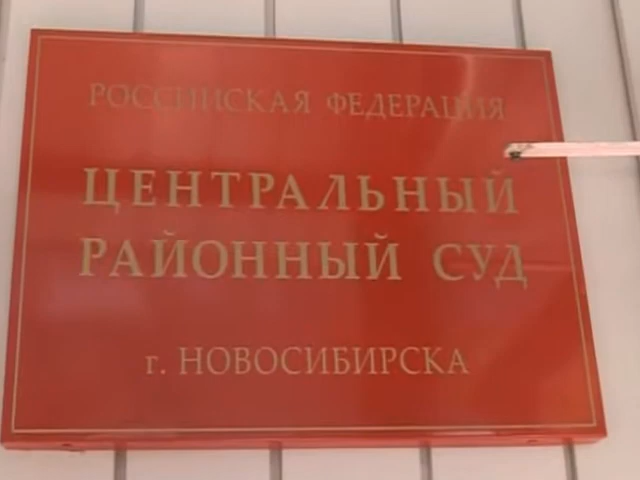 РОССИЙСКАЯ ФЕДЕРАЦИЯ
ЦЕНТРАЛЬНЫЙ
РАЙОННЫЙ СУД
г. НОВОСИБИРСКА